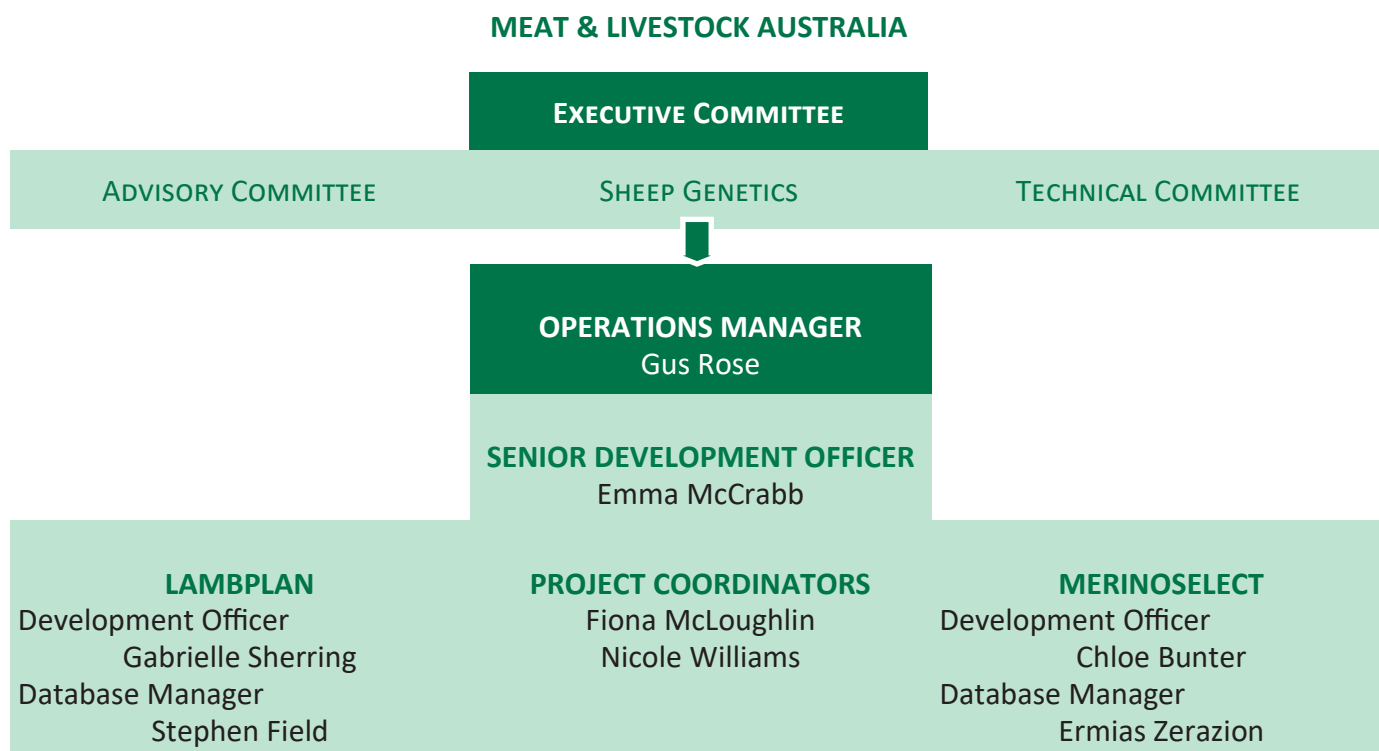 MEAT & LIVESTOCK AUSTRALIA
EXECUTIVE COMMITTEE
ADVISORY COMMITTEE
SHEEP GENETICS
TECHNICAL COMMITTEE
OPERATIONS MANAGER
Gus Rose
SENIOR DEVELOPMENT OFFICER
Emma McCrabb
LAMBPLAN
Development Officer
Gabrielle Sherring
Database Manager
Stephen Field
PROJECT COORDINATORS
Fiona McLoughlin
Nicole Williams
MERINOSELECT
Development Officer
Chloe Bunter
Database Manager
Ermias Zerazion